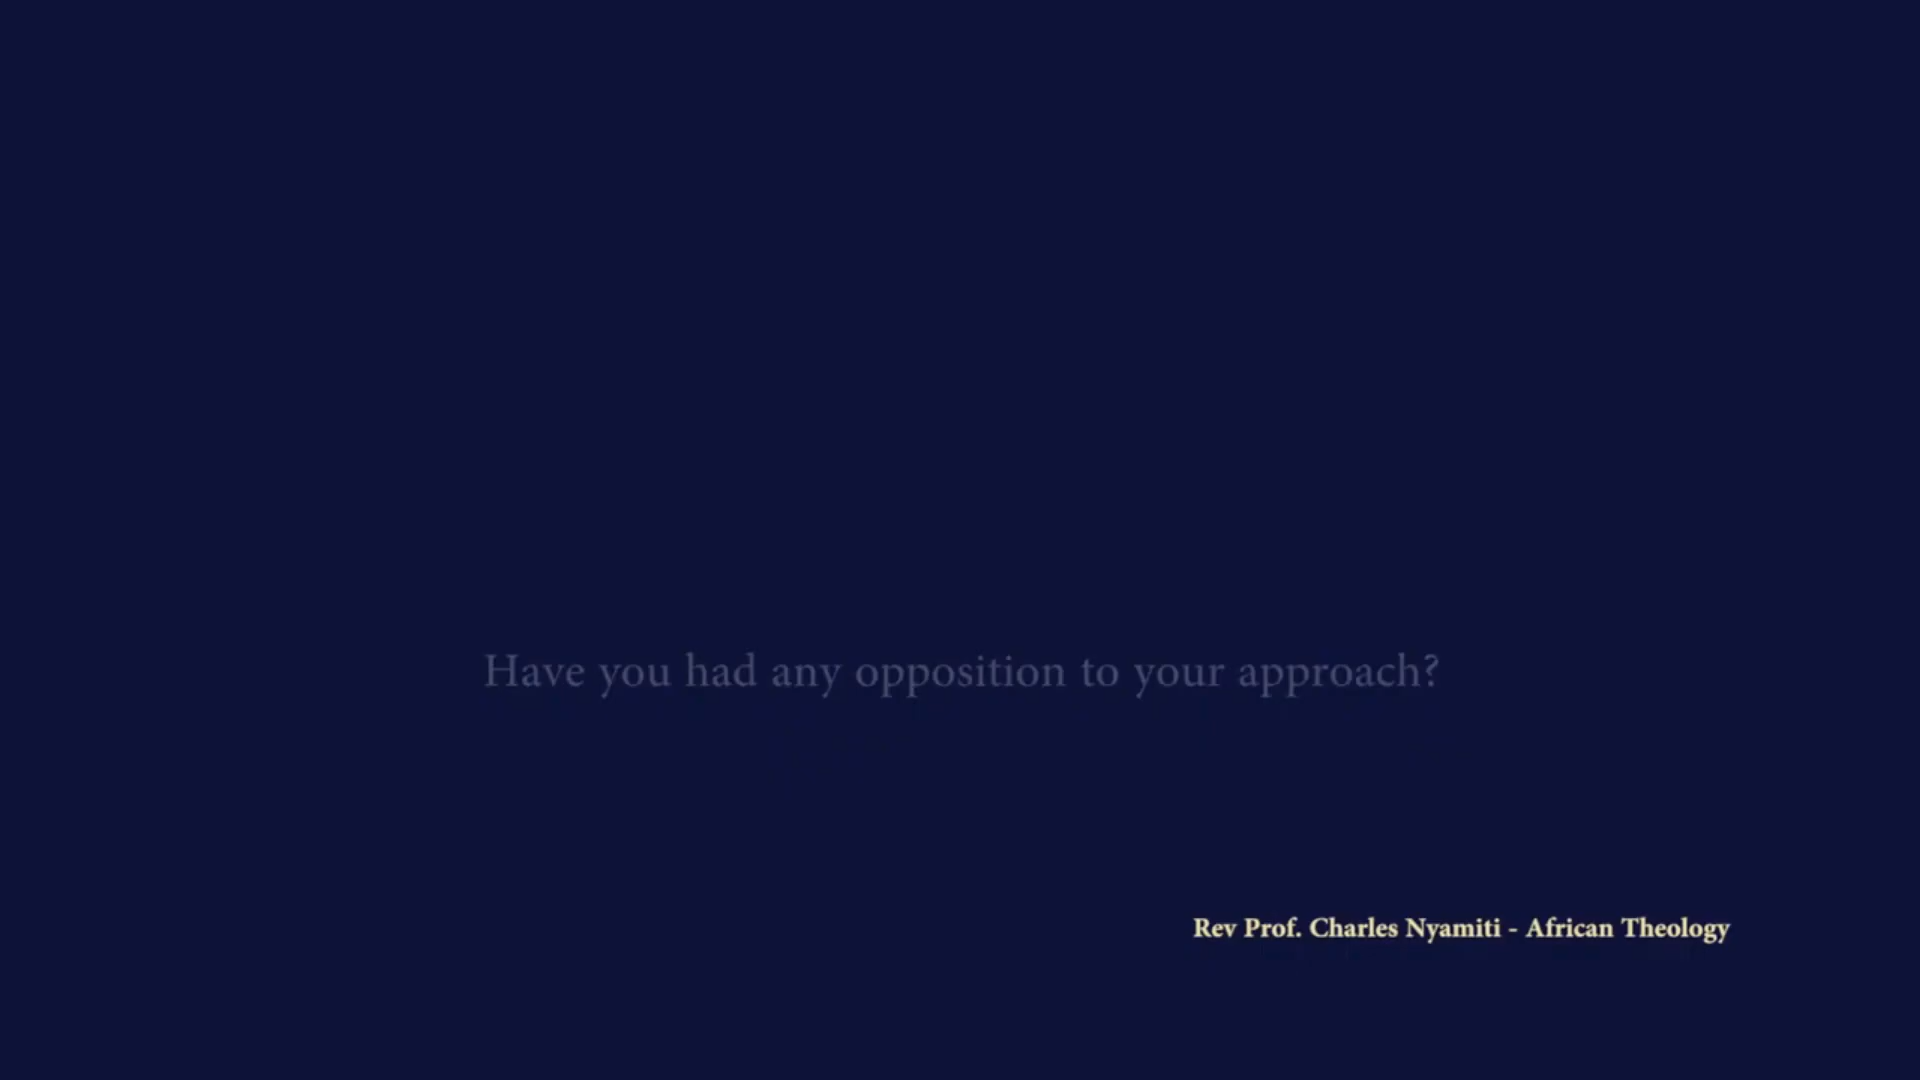 Have you had any opposition to your approach?
Rev Prof. Charles Nyamiti - African Theology